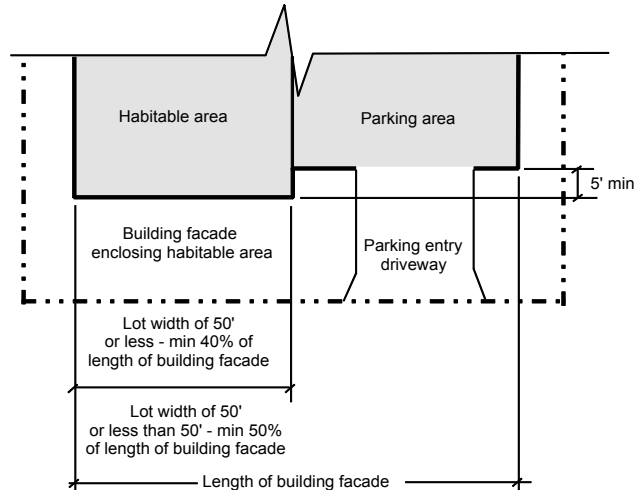 Habitable area
Parking area
5' min
Building facade
enclosing habitable area
Parking entry
driveway
Lot width of 50'
or less - min 40% of
length of building facade
Lot width of 50'
or less than 50' - min 50%
of length of building facade
Length of building facade